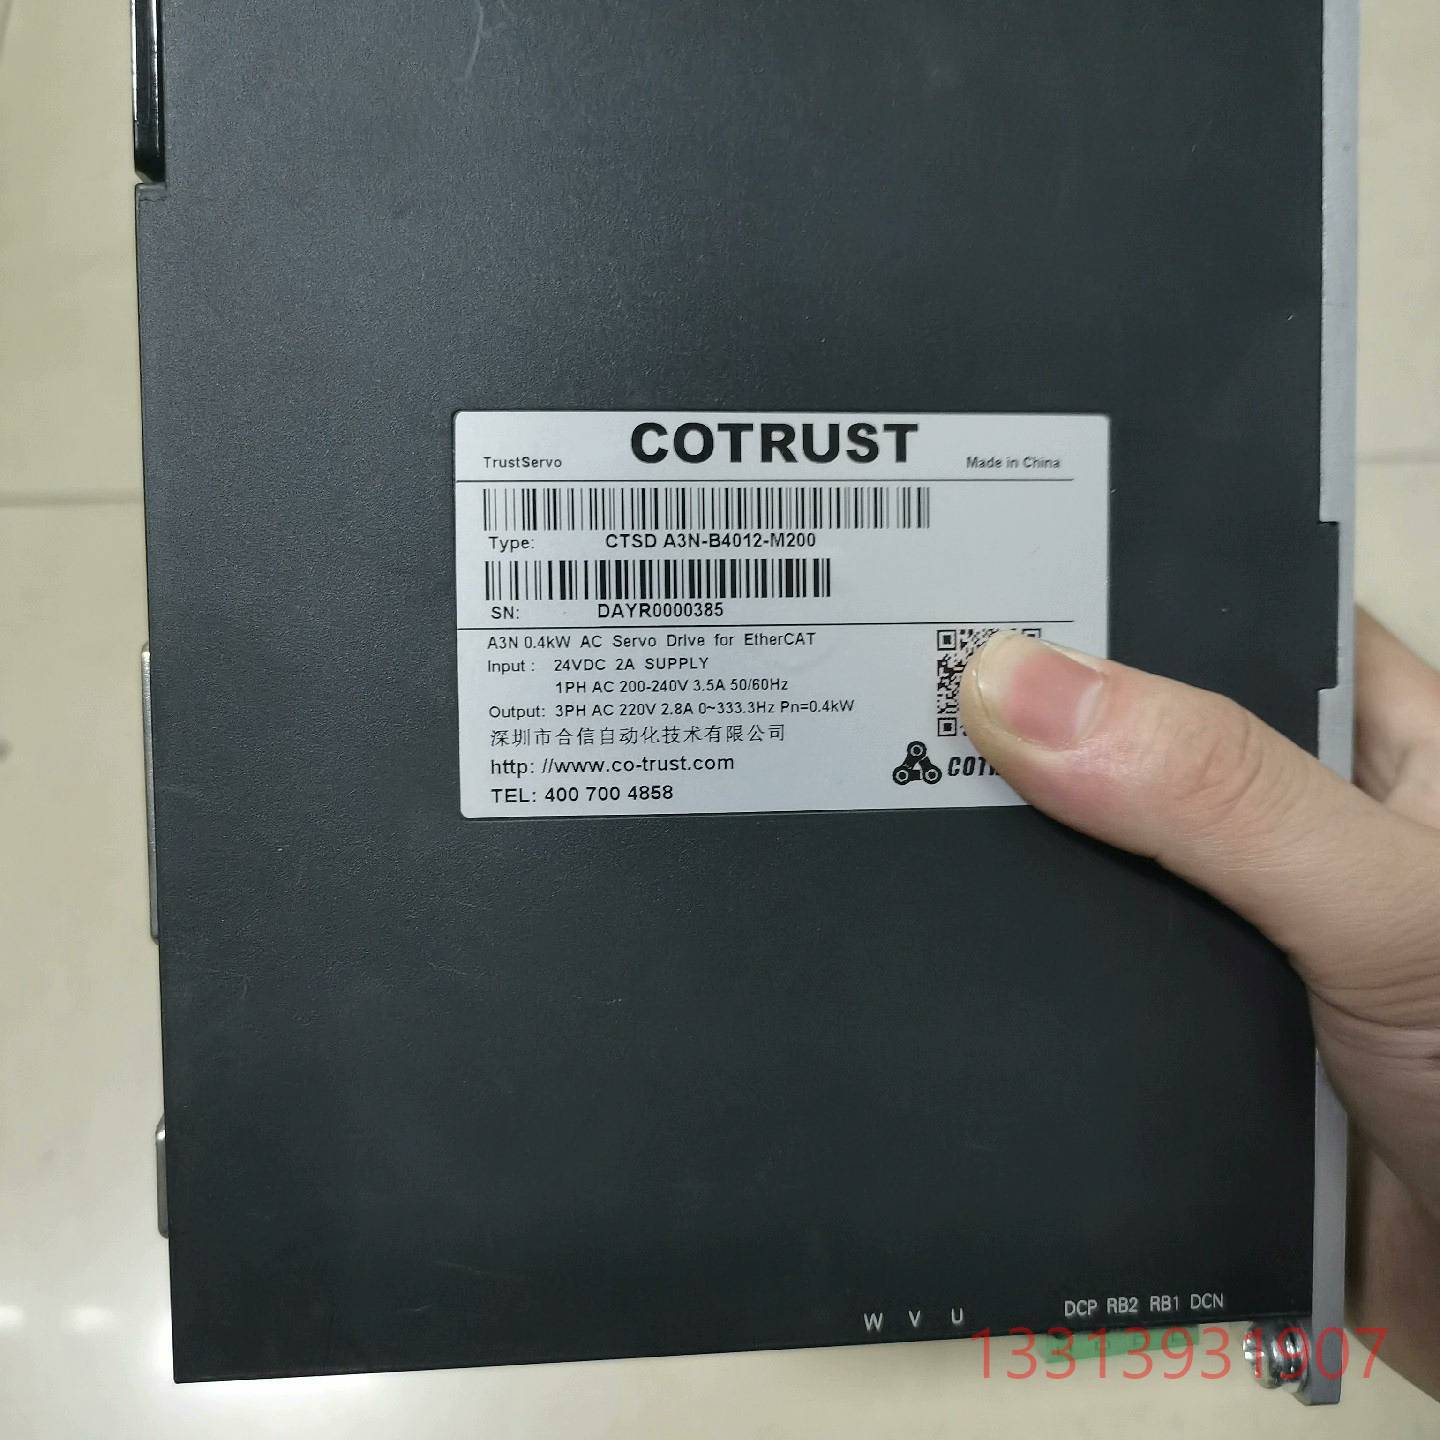 COTRUST
TrustServo
Made in China
Type: CTSD A3N-B4012-M200
SN: DAYR0000385
A3N 0.4kW AC Servo Drive for EtherCAT
Input : 24VDC 2A SUPPLY
1PH AC 200-240V 3.5A 50/60Hz
Output: 3PH AC 220V 2.8A 0~333.3Hz Pn=0.4kW
深圳市合信自动化技术有限公司
http: //www.co-trust.com
TEL: 400 700 4858
W V U
DCP RB2 RB1 DCN
13313931907